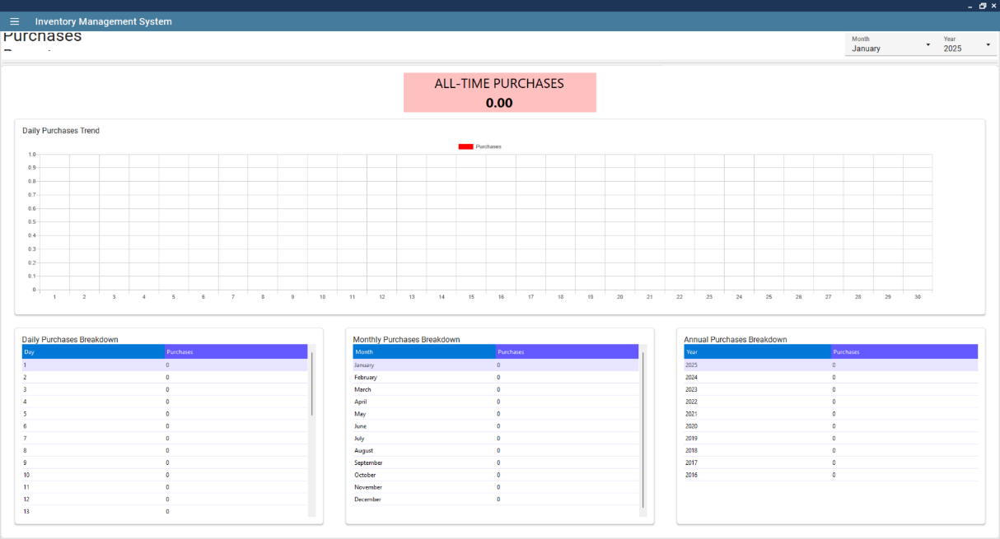 Inventory Management System
Purchases
Month
January
Year
2025
ALL-TIME PURCHASES
0.00
Daily Purchases Trend
Purchases
1.0
0.9
0.8
0.7
0.6
0.5
0.4
0.3
0.2
0.1
0
1 2 3 4 5 6 7 8 9 10 11 12 13 14 15 16 17 18 19 20 21 22 23 24 25 26 27 28 29 30
Daily Purchases Breakdown
Day Purchases
1 0
2 0
3 0
4 0
5 0
6 0
7 0
8 0
9 0
10 0
11 0
12 0
13 0
Monthly Purchases Breakdown
Month Purchases
January 0
February 0
March 0
April 0
May 0
June 0
July 0
August 0
September 0
October 0
November 0
December 0
Annual Purchases Breakdown
Year Purchases
2025 0
2024 0
2023 0
2022 0
2021 0
2020 0
2019 0
2018 0
2017 0
2016 0